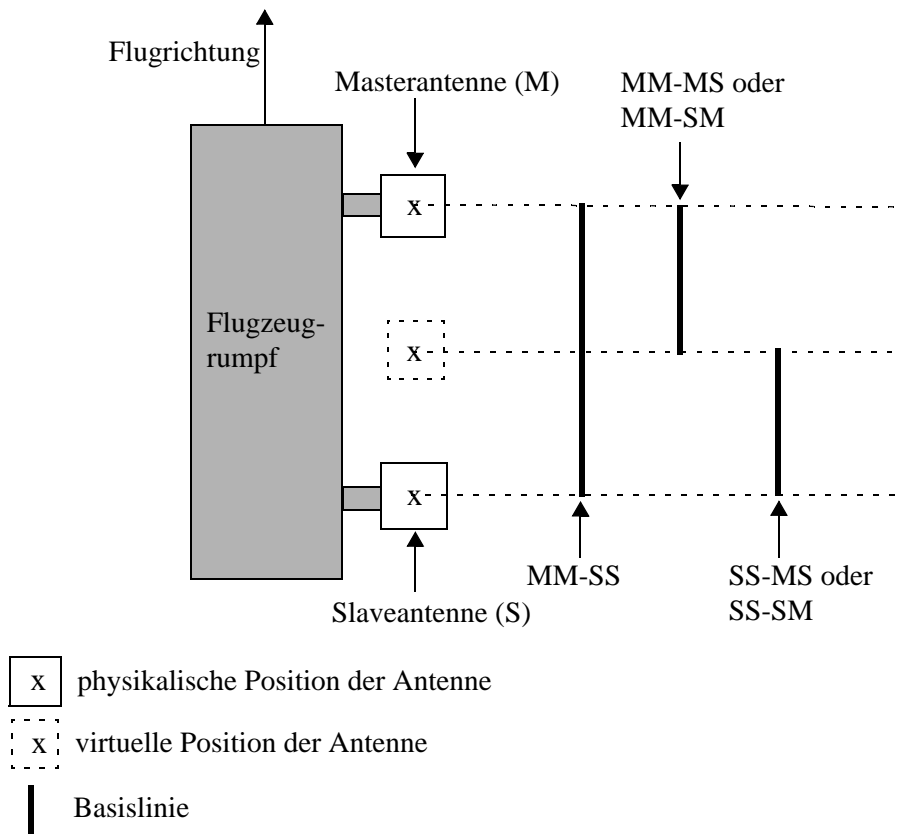 Flugrichtung
Masterantenne (M)
MM-MS oder
MM-SM
x
Flugzeug-
rumpf
x
x
MM-SS
SS-MS oder
SS-SM
Slaveantenne (S)
x physikalische Position der Antenne
x virtuelle Position der Antenne
Basislinie